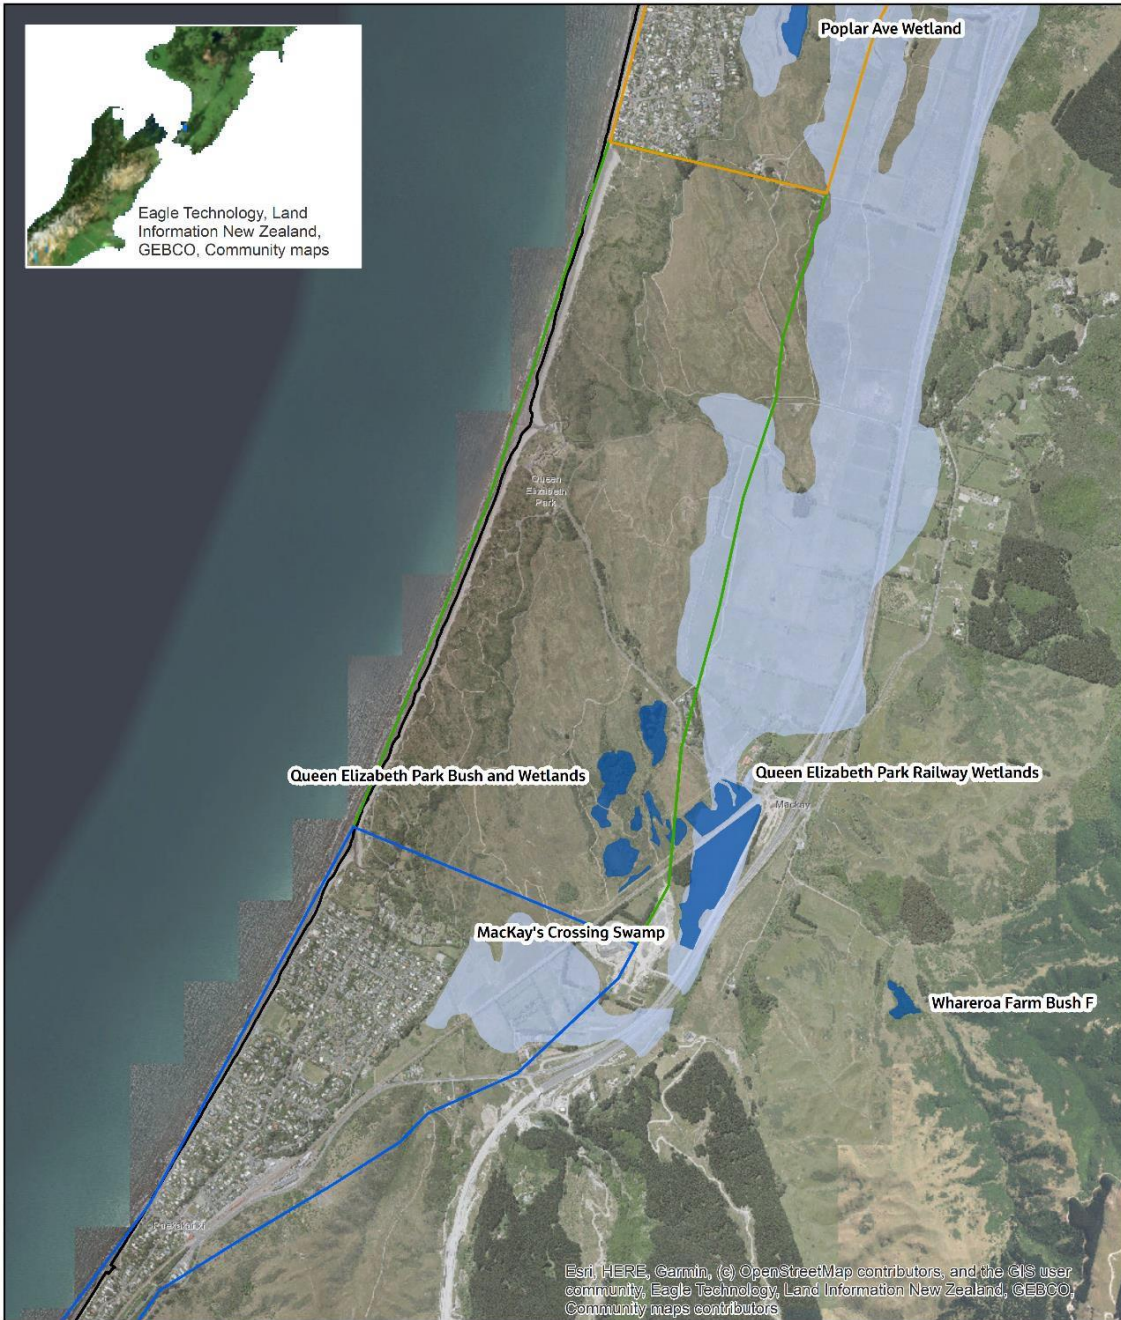 Poplar Ave Wetland
Eagle Technology, Land
Information New Zealand,
GEBCO, Community maps
Queen
Elizabeth
Park
Queen Elizabeth Park Bush and Wetlands
Queen Elizabeth Park Railway Wetlands
Mackay
MacKay's Crossing Swamp
Whareroa Farm Bush F
Paekakariki
Esri, HERE, Garmin, (c) OpenStreetMap contributors, and the GIS user
community, Eagle Technology, Land Information New Zealand, GEBCO,
Community maps contributors